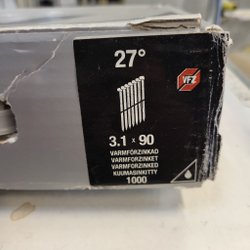 27°
VFZ
3.1 x 90
VARMFÖRZINKAD
VARMFORZINKET
VARMFORZINKED
KUUMASINKITTY
1000